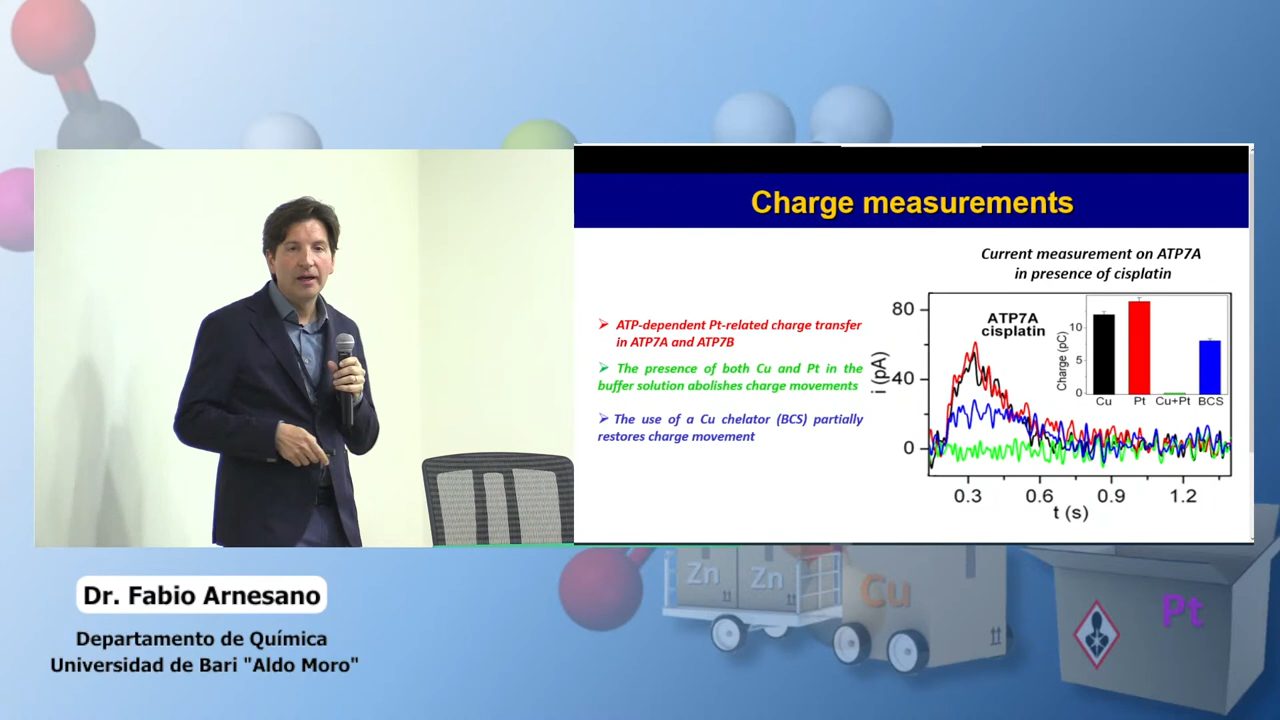 Charge measurements
Current measurement on ATP7A
in presence of cisplatin
ATP-dependent Pt-related charge transfer
in ATP7A and ATP7B
The presence of both Cu and Pt in the
buffer solution abolishes charge movements
The use of a Cu chelator (BCS) partially
restores charge movement
ATP7A
cisplatin
i (pA)
80
40
0
0.3 0.6 0.9 1.2
t (s)
Charge (pC)
10
5
0
Cu Pt Cu+Pt BCS
Zn Zn Cu Pt
Dr. Fabio Arnesano
Departamento de Química
Universidad de Bari "Aldo Moro"